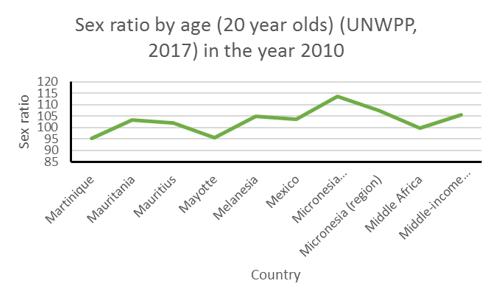 Sex ratio by age (20 year olds) (UNWPP,
2017) in the year 2010
120
115
110
105
100
95
90
85
Sex ratio
Martinique
Mauritania
Mauritius
Mayotte
Melanesia
Mexico
Micronesia...
Micronesia (region)
Middle Africa
Middle-income...
Country